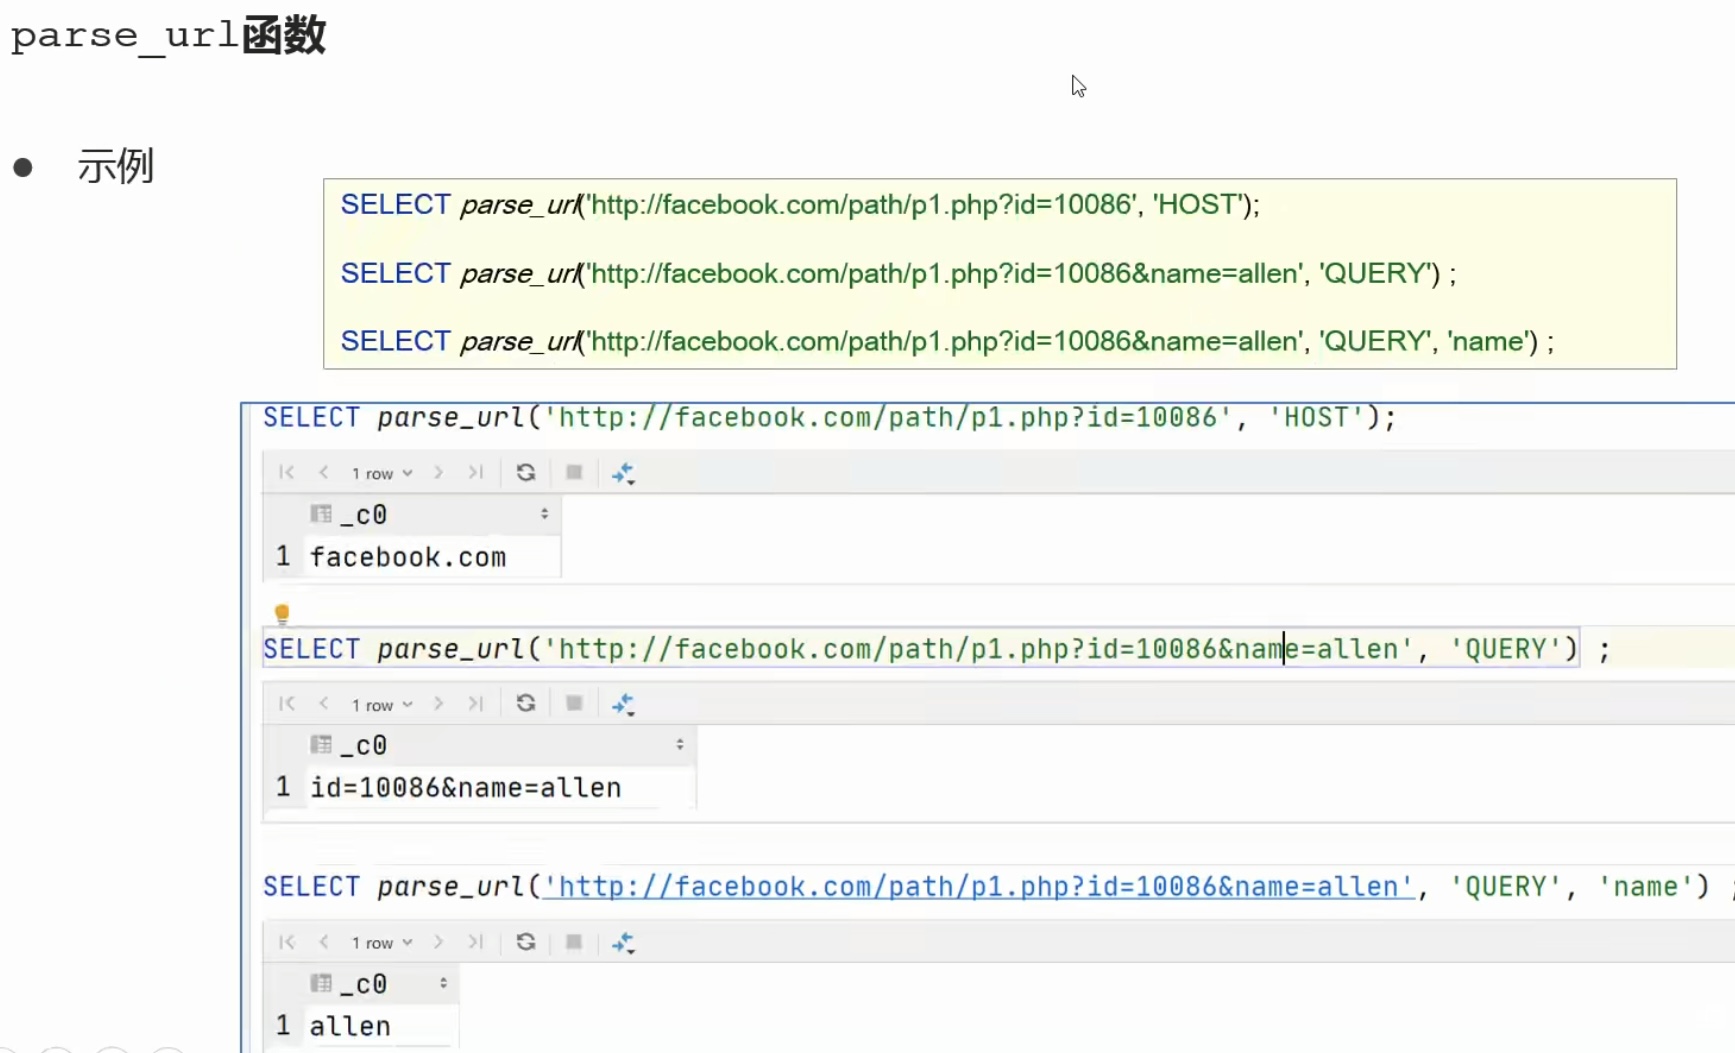 parse_url函数
● 示例
SELECT parse_url('http://facebook.com/path/p1.php?id=10086', 'HOST');
SELECT parse_url('http://facebook.com/path/p1.php?id=10086&name=allen', 'QUERY') ;
SELECT parse_url('http://facebook.com/path/p1.php?id=10086&name=allen', 'QUERY', 'name') ;
SELECT parse_url('http://facebook.com/path/p1.php?id=10086', 'HOST');
1 row
_c0
1 facebook.com
SELECT parse_url('http://facebook.com/path/p1.php?id=10086&name=allen', 'QUERY') ;
1 row
_c0
1 id=10086&name=allen
SELECT parse_url('http://facebook.com/path/p1.php?id=10086&name=allen', 'QUERY', 'name') ;
1 row
_c0
1 allen